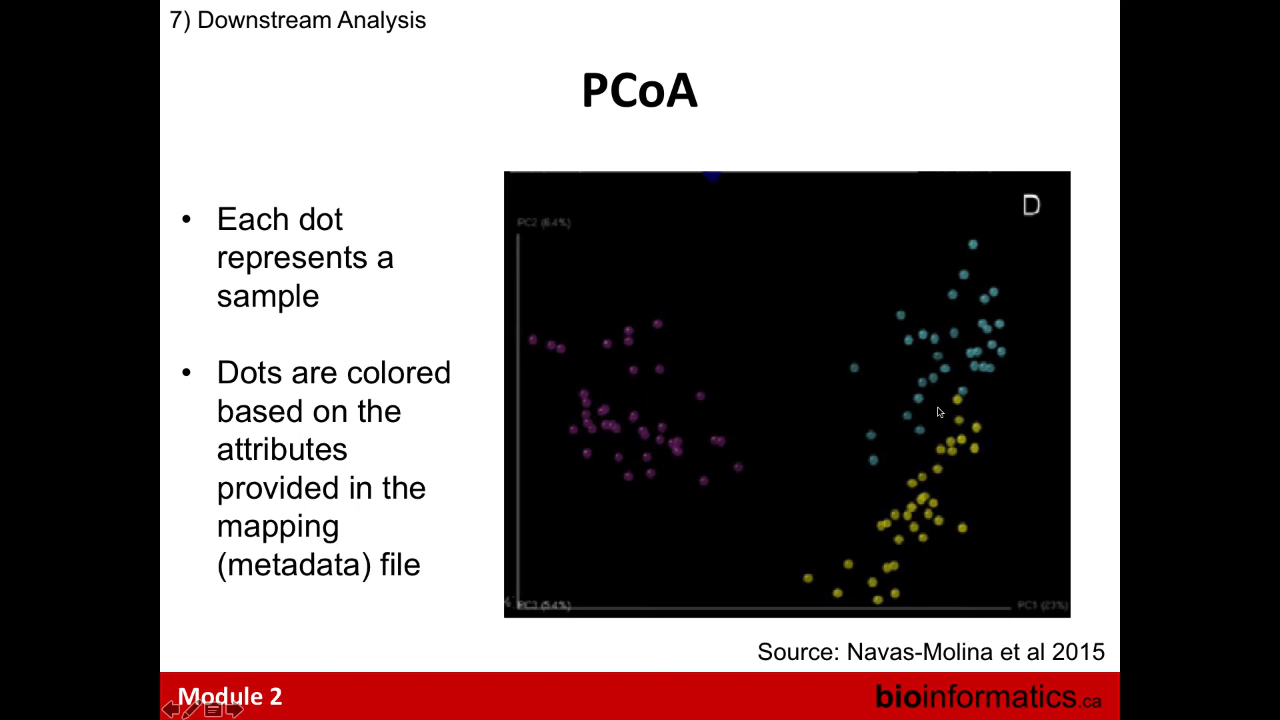 7) Downstream Analysis
PCoA
• Each dot
represents a
sample
• Dots are colored
based on the
attributes
provided in the
mapping
(metadata) file
D
PC2 (6.4%)
PC3 (5.4%)
PC1 (23%)
Source: Navas-Molina et al 2015
Module 2
bioinformatics.ca